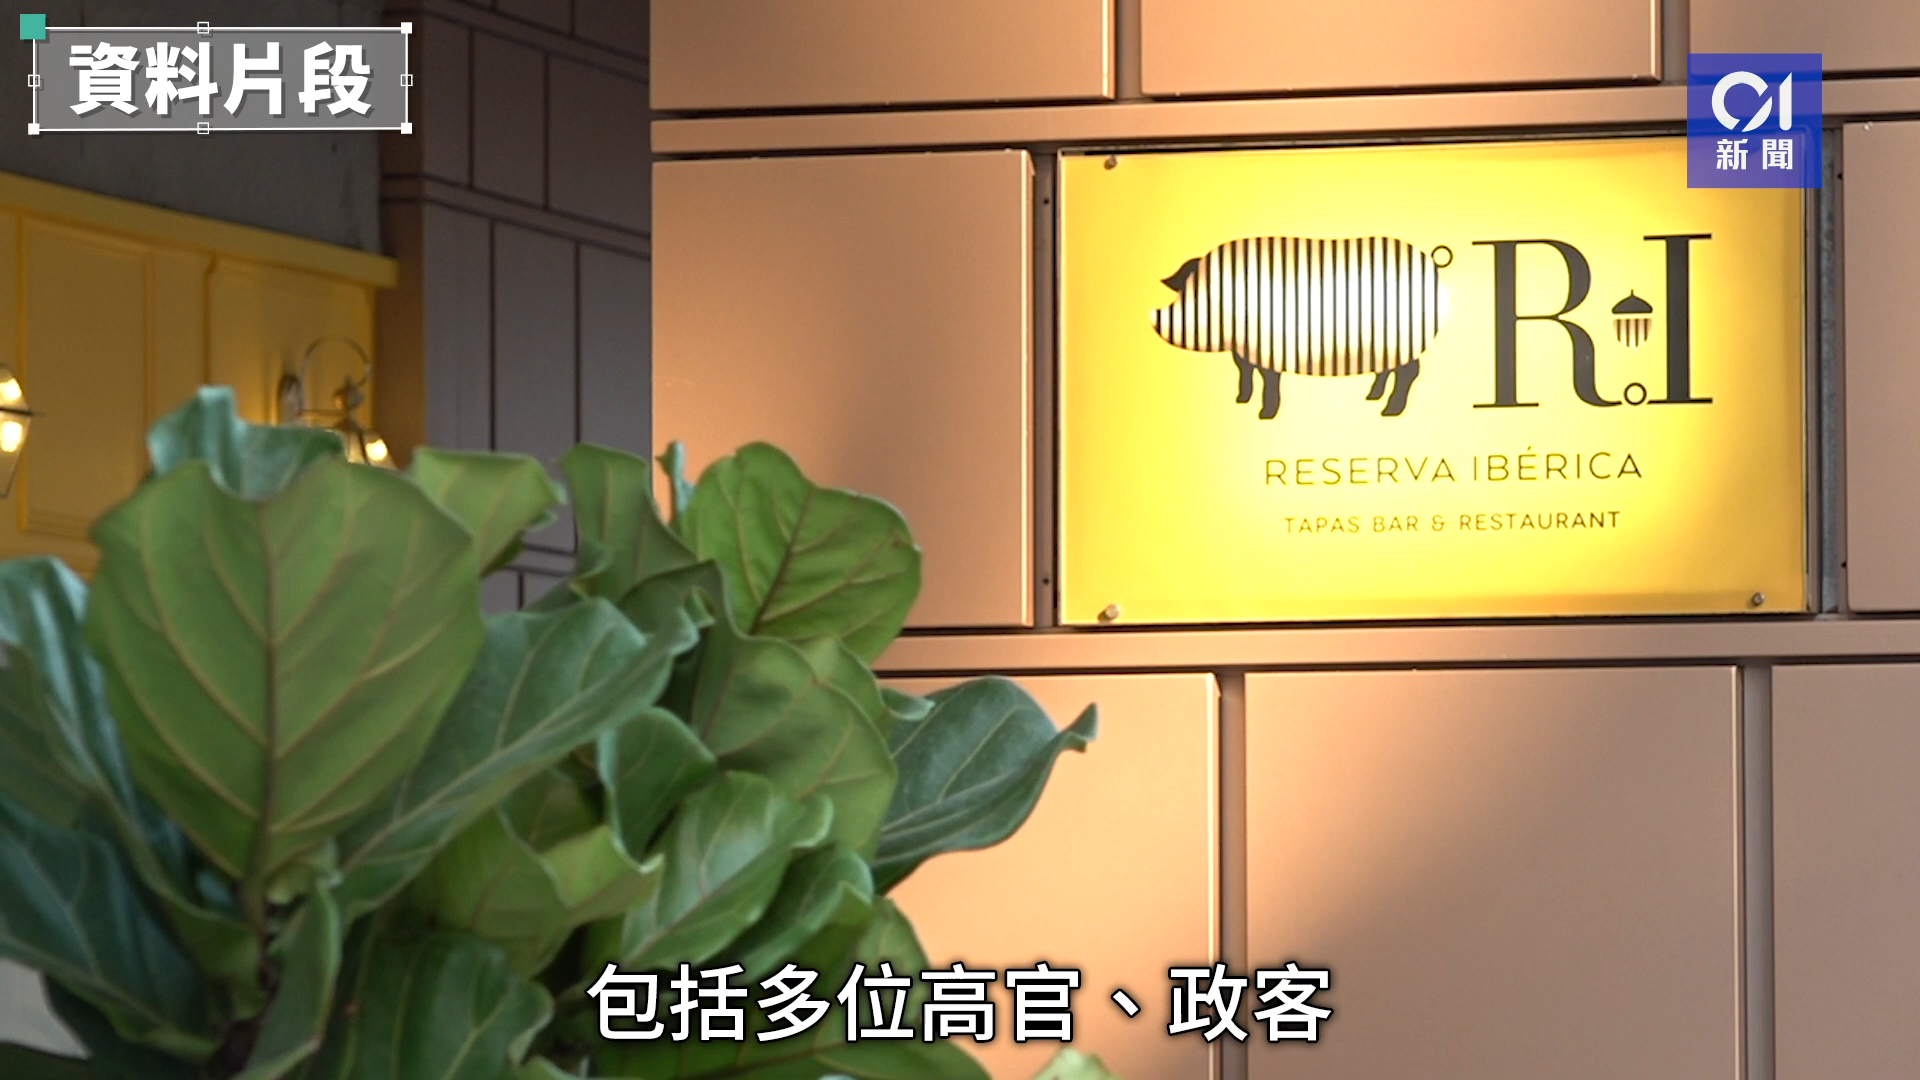 資料片段
01
新聞
R.I
RESERVA IBÉRICA
TAPAS BAR & RESTAURANT
包括多位高官、政客